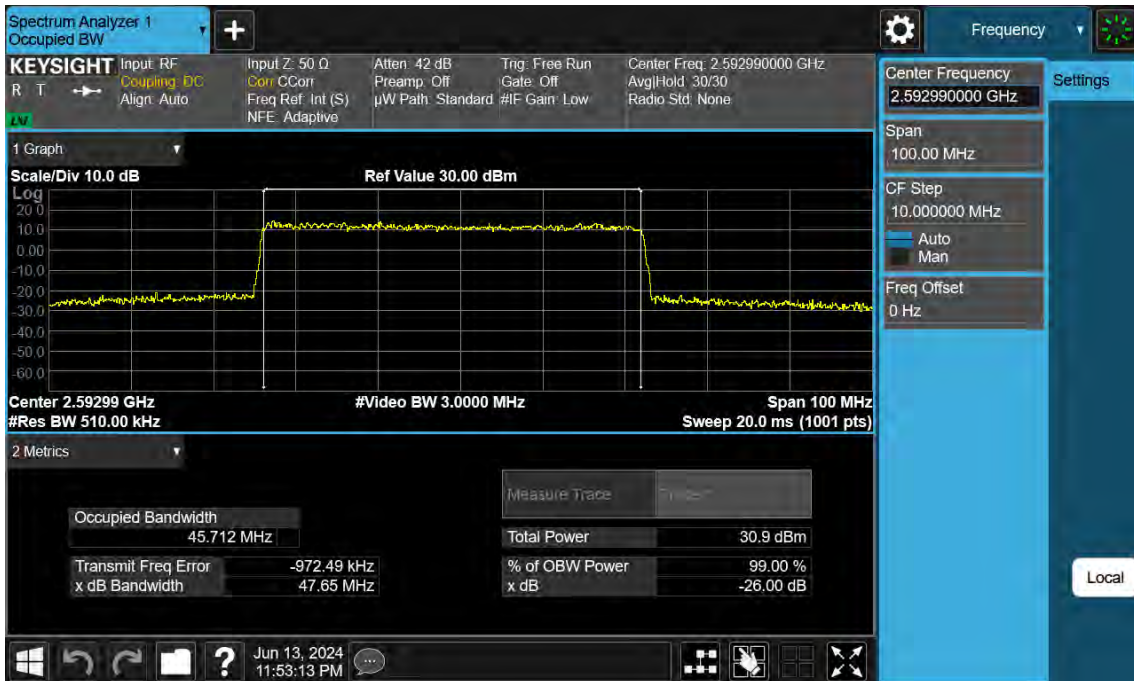 Spectrum Analyzer 1
Occupied BW
+
Frequency
KEYSIGHT
R T
LNI
Input: RF
Coupling: DC
Align: Auto
Input Z: 50 Ω
Corr CCorr
Freq Ref: Int (S)
NFE: Adaptive
Atten: 42 dB
Preamp: Off
µW Path: Standard
Trig: Free Run
Gate: Off
#IF Gain: Low
Center Freq: 2.592990000 GHz
Avg|Hold: 30/30
Radio Std: None
Center Frequency
2.592990000 GHz
Settings
Span
100.00 MHz
CF Step
10.000000 MHz
Auto
Man
Freq Offset
0 Hz
Local
1 Graph
Scale/Div 10.0 dB
Ref Value 30.00 dBm
Log
20.0
10.0
0.00
-10.0
-20.0
-30.0
-40.0
-50.0
-60.0
Center 2.59299 GHz
#Video BW 3.0000 MHz
Span 100 MHz
#Res BW 510.00 kHz
Sweep 20.0 ms (1001 pts)
2 Metrics
Measure Trace
Occupied Bandwidth
45.712 MHz
Total Power 30.9 dBm
Transmit Freq Error -972.49 kHz
% of OBW Power 99.00 %
x dB Bandwidth 47.65 MHz
x dB -26.00 dB
?
Jun 13, 2024
11:53:13 PM